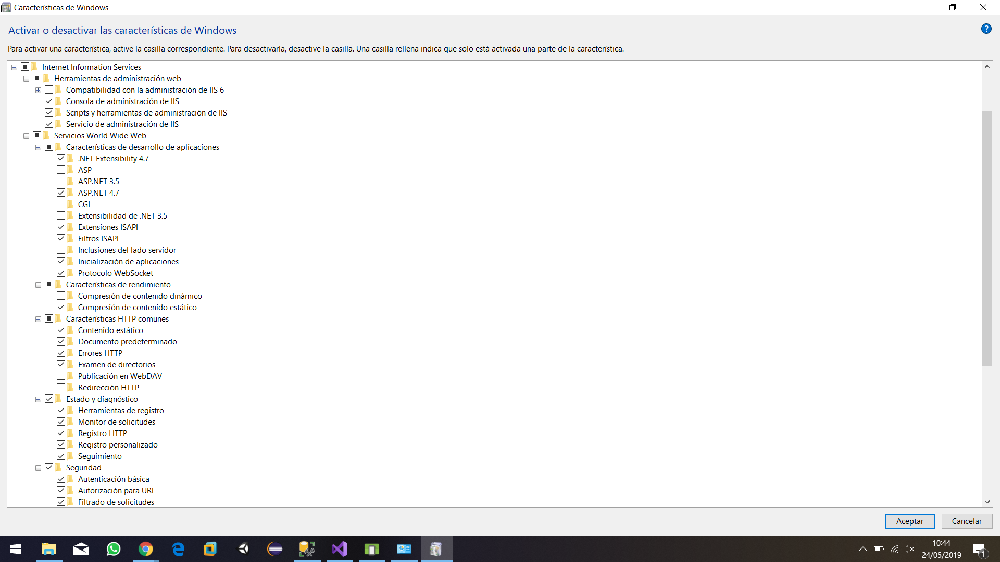 Características de Windows
Activar o desactivar las características de Windows
?
Para activar una característica, active la casilla correspondiente. Para desactivarla, desactive la casilla. Una casilla rellena indica que solo está activada una parte de la característica.
Internet Information Services
Herramientas de administración web
Compatibilidad con la administración de IIS 6
Consola de administración de IIS
Scripts y herramientas de administración de IIS
Servicio de administración de IIS
Servicios World Wide Web
Características de desarrollo de aplicaciones
.NET Extensibility 4.7
ASP
ASP.NET 3.5
ASP.NET 4.7
CGI
Extensibilidad de .NET 3.5
Extensiones ISAPI
Filtros ISAPI
Inclusiones del lado servidor
Inicialización de aplicaciones
Protocolo WebSocket
Características de rendimiento
Compresión de contenido dinámico
Compresión de contenido estático
Características HTTP comunes
Contenido estático
Documento predeterminado
Errores HTTP
Examen de directorios
Publicación en WebDAV
Redirección HTTP
Estado y diagnóstico
Herramientas de registro
Monitor de solicitudes
Registro HTTP
Registro personalizado
Seguimiento
Seguridad
Autenticación básica
Autorización para URL
Filtrado de solicitudes
Aceptar Cancelar
10:44
24/05/2019
1